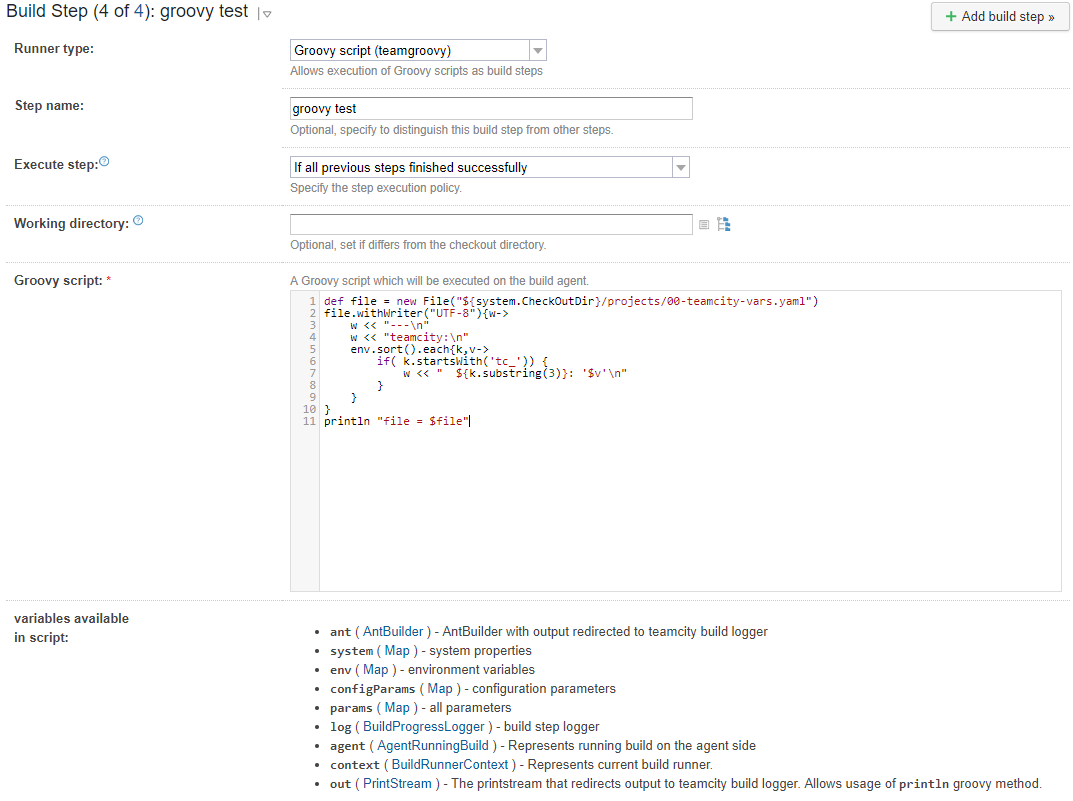 Build Step (4 of 4): groovy test
+ Add build step »
Runner type:
Groovy script (teamgroovy)
Allows execution of Groovy scripts as build steps
Step name:
groovy test
Optional, specify to distinguish this build step from other steps.
Execute step:
If all previous steps finished successfully
Specify the step execution policy.
Working directory:
Optional, set if differs from the checkout directory.
Groovy script: *
A Groovy script which will be executed on the build agent.
1 def file = new File("${system.CheckOutDir}/projects/00-teamcity-vars.yaml")
2 file.withWriter("UTF-8"){w->
3     w << "---\n"
4     w << "teamcity:\n"
5     env.sort().each{k,v->
6         if( k.startsWith('tc_')) {
7             w << "  ${k.substring(3)}: '$v'\n"
8         }
9     }
10 }
11 println "file = $file"
variables available
in script:
• ant ( AntBuilder ) - AntBuilder with output redirected to teamcity build logger
• system ( Map ) - system properties
• env ( Map ) - environment variables
• configParams ( Map ) - configuration parameters
• params ( Map ) - all parameters
• log ( BuildProgressLogger ) - build step logger
• agent ( AgentRunningBuild ) - Represents running build on the agent side
• context ( BuildRunnerContext ) - Represents current build runner.
• out ( PrintStream ) - The printstream that redirects output to teamcity build logger. Allows usage of println groovy method.